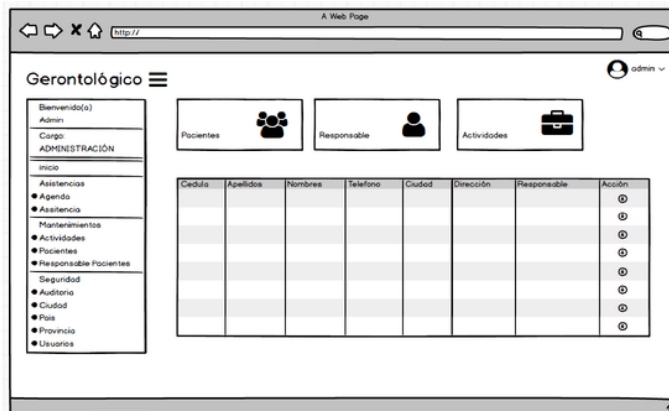 A Web Page
http://
admin
Gerontológico
Bienvenido(a)
Admin
Cargo:
ADMINISTRACIÓN
inicio
Asistencias
Agenda
Assitencia
Mantenimientos
Actividades
Pacientes
Responsable Pacientes
Seguridad
Auditoria
Ciudad
Pais
Provincia
Usuarios
Pacientes
Responsable
Actividades
Cedula Apellidos Nombres Telefono Ciudad Dirección Responsable Acción